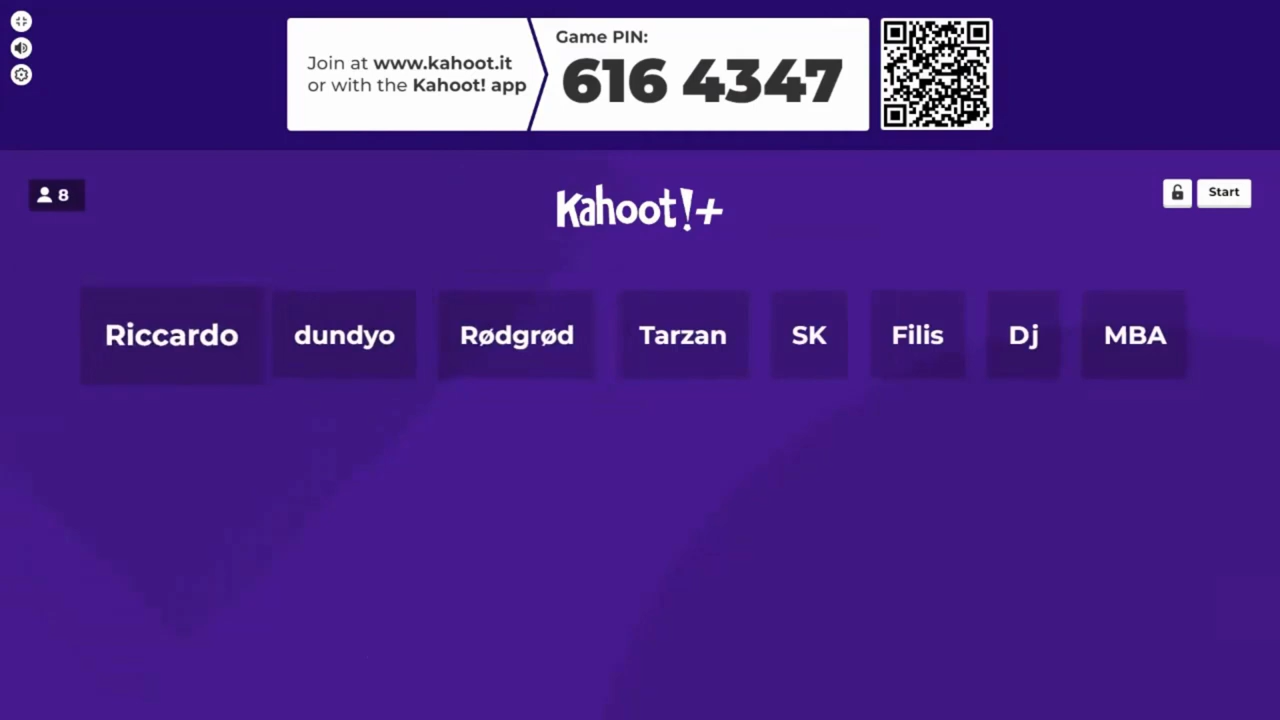 Join at www.kahoot.it
or with the Kahoot! app
Game PIN:
616 4347
8
Kahoot!+
Start
Riccardo
dundyo
Rødgrød
Tarzan
SK
Filis
Dj
MBA